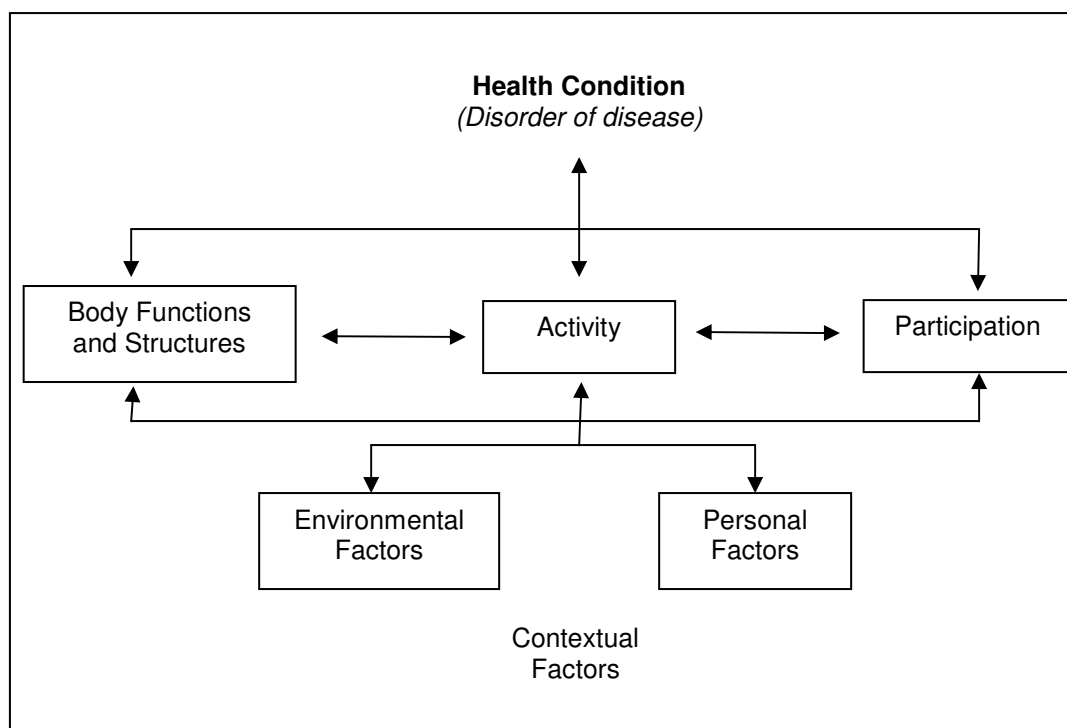 Health Condition
(Disorder of disease)
Body Functions
and Structures
Activity
Participation
Environmental
Factors
Personal
Factors
Contextual
Factors